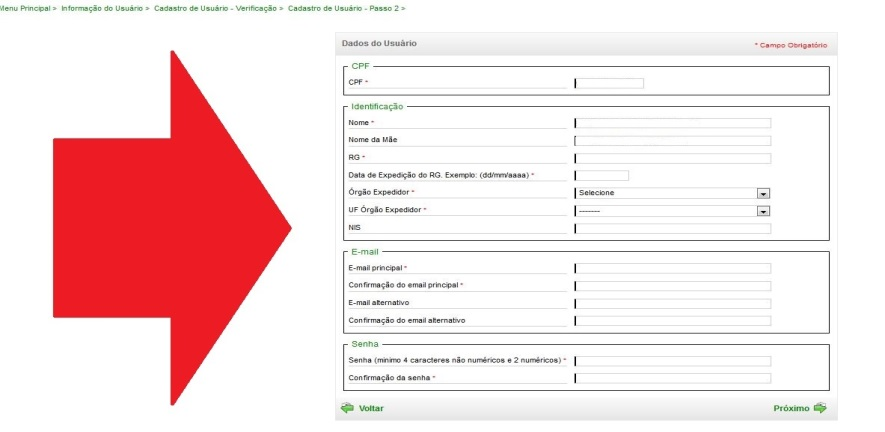 Menu Principal > Informação do Usuário > Cadastro de Usuário - Verificação > Cadastro de Usuário - Passo 2 >
Dados do Usuário * Campo Obrigatório
CPF
CPF *
Identificação
Nome *
Nome da Mãe
RG *
Data de Expedição do RG. Exemplo: (dd/mm/aaaa) *
Órgão Expedidor * Selecione
UF Órgão Expedidor * --------
NIS
E-mail
E-mail principal *
Confirmação do email principal *
E-mail alternativo
Confirmação do email alternativo
Senha
Senha (mínimo 4 caracteres não numéricos e 2 numéricos) *
Confirmação da senha *
Voltar Próximo